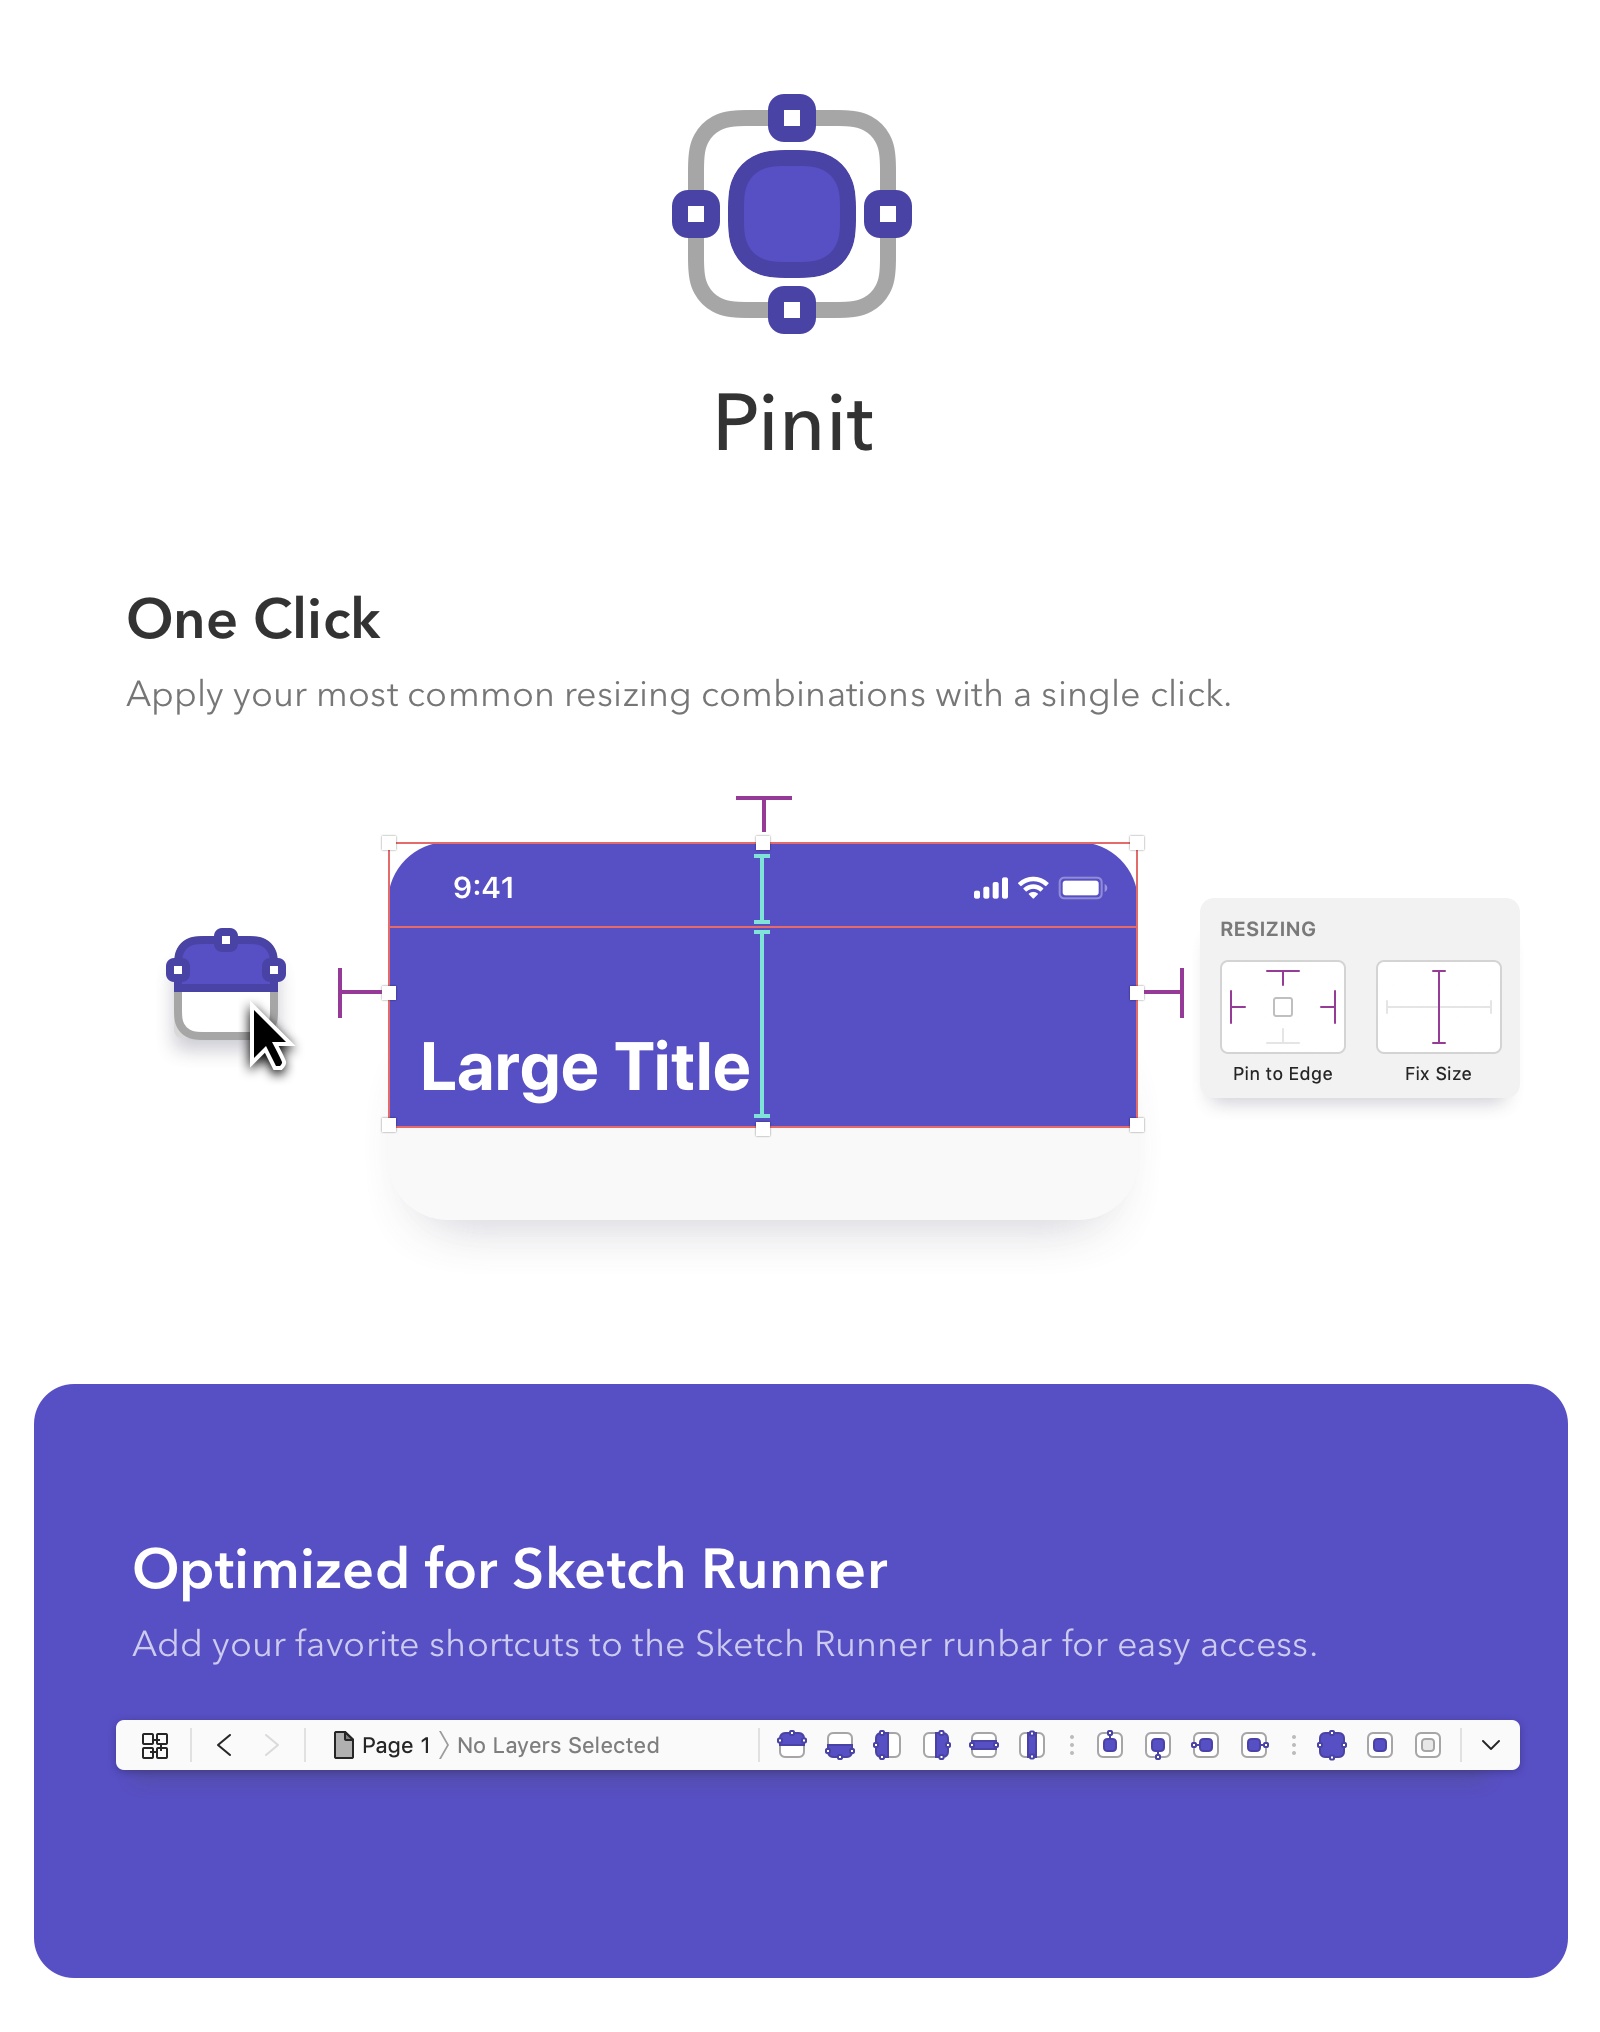 Pinit
One Click
Apply your most common resizing combinations with a single click.
9:41
Large Title
RESIZING
Pin to Edge
Fix Size
Optimized for Sketch Runner
Add your favorite shortcuts to the Sketch Runner runbar for easy access.
Page 1
No Layers Selected